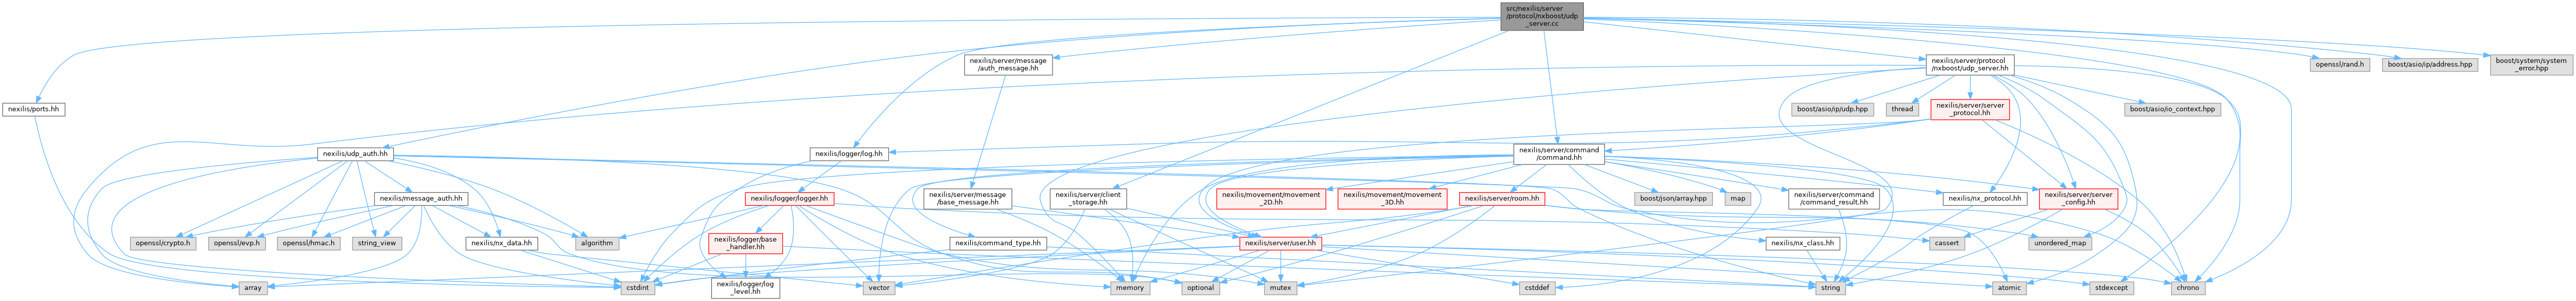 src/nexilis/server
/protocol/nxboost/udp
_server.cc
nexilis/server/message
/auth_message.hh
nexilis/server/protocol
/nxboost/udp_server.hh
openssl/rand.h
boost/asio/ip/address.hpp
boost/system/system
_error.hpp
nexilis/ports.hh
boost/asio/ip/udp.hpp
thread
nexilis/server/server
_protocol.hh
boost/asio/io_context.hpp
nexilis/udp_auth.hh
nexilis/logger/log.hh
nexilis/server/command
/command.hh
nexilis/message_auth.hh
nexilis/logger/logger.hh
nexilis/server/message
/base_message.hh
nexilis/server/client
_storage.hh
nexilis/movement/movement
_2D.hh
nexilis/movement/movement
_3D.hh
nexilis/server/room.hh
boost/json/array.hpp
map
nexilis/server/command
/command_result.hh
nexilis/nx_protocol.hh
nexilis/server/server
_config.hh
openssl/crypto.h
openssl/evp.h
openssl/hmac.h
string_view
nexilis/nx_data.hh
algorithm
nexilis/logger/base
_handler.hh
nexilis/command_type.hh
nexilis/server/user.hh
nexilis/nx_class.hh
cassert
unordered_map
array
cstdint
nexilis/logger/log
_level.hh
vector
memory
optional
mutex
cstddef
string
atomic
stdexcept
chrono